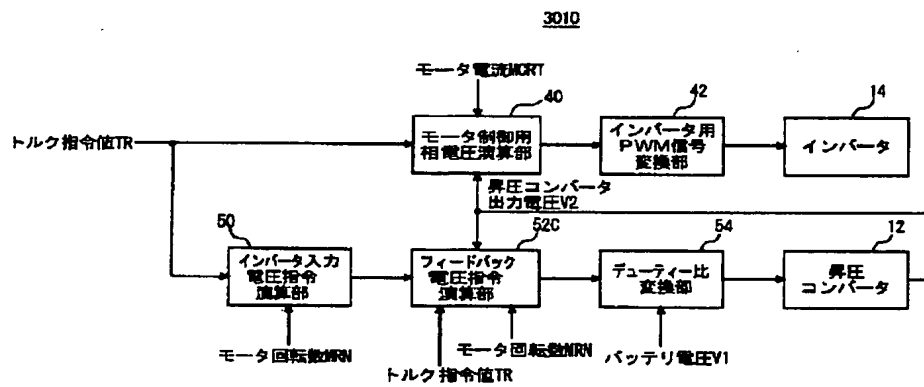 3010
モータ電流MCRT
40
42
14
トルク指令値TR
モータ制御用
相電圧演算部
インバータ用
PWM信号
変換部
インバータ
昇圧コンバータ
出力電圧V2
50
52C
54
12
インバータ入力
電圧指令
演算部
フィードバック
電圧指令
演算部
デューティー比
変換部
昇圧
コンバータ
モータ回転数MRN
モータ回転数MRN
バッテリ電圧V1
トルク指令値TR